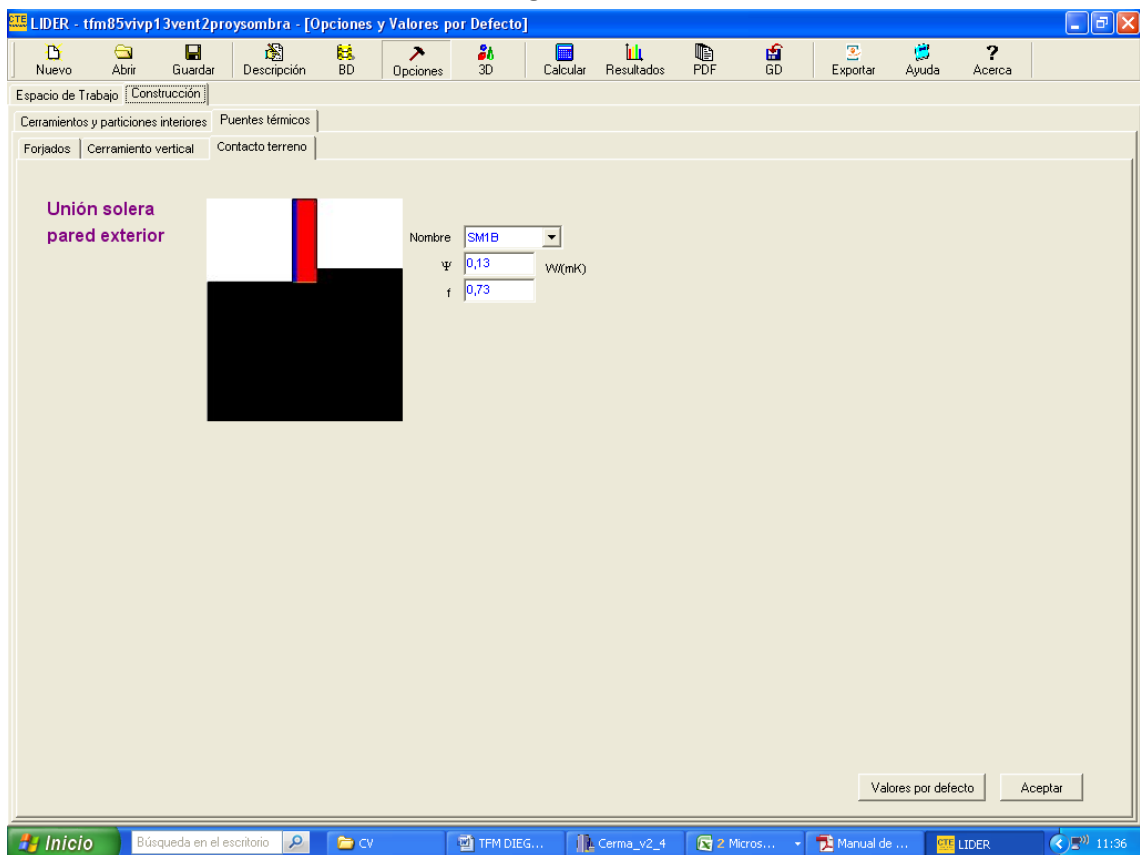 CTE LIDER - tfm85vivp13vent2proysombra - [Opciones y Valores por Defecto]
Nuevo Abrir Guardar Descripción BD Opciones 3D Calcular Resultados PDF GD Exportar Ayuda Acerca
Espacio de Trabajo Construcción
Cerramientos y particiones interiores Puentes térmicos
Forjados Cerramiento vertical Contacto terreno
Unión solera
pared exterior
Nombre SM1B
Ψ 0,13 W/(mK)
f 0,73
Valores por defecto Aceptar
Inicio Búsqueda en el escritorio CV TFM DIEG... Cerma_v2_4 2 Micros... Manual de ... CTE LIDER 11:36